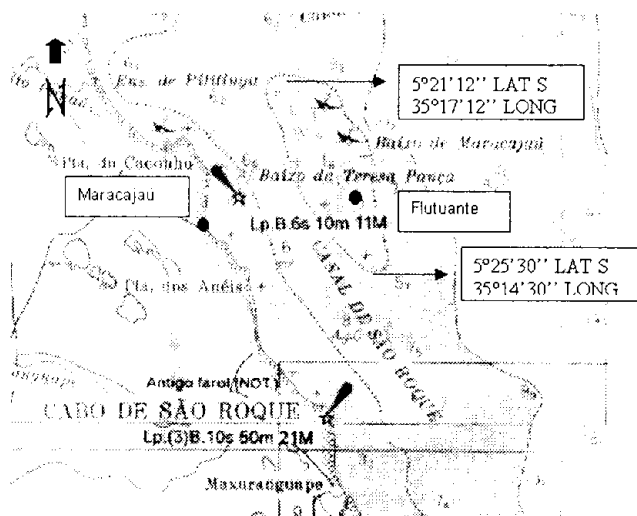 N
Ens. de Pititinga
5°21'12'' LAT S
35°17'12'' LONG
Baixo de Maracajaú
Pta. do Coconho
Baixo da Teresa Pança
Maracajaú
Flutuante
Lp.B.6s 10m 11M
5°25'30'' LAT S
35°14'30'' LONG
Pta. dos Anéis
CANAL DE SÃO ROQUE
Antigo farol (NOT)
CABO DE SÃO ROQUE
Lp.(3)B.10s 50m 21M
Maxaranguape